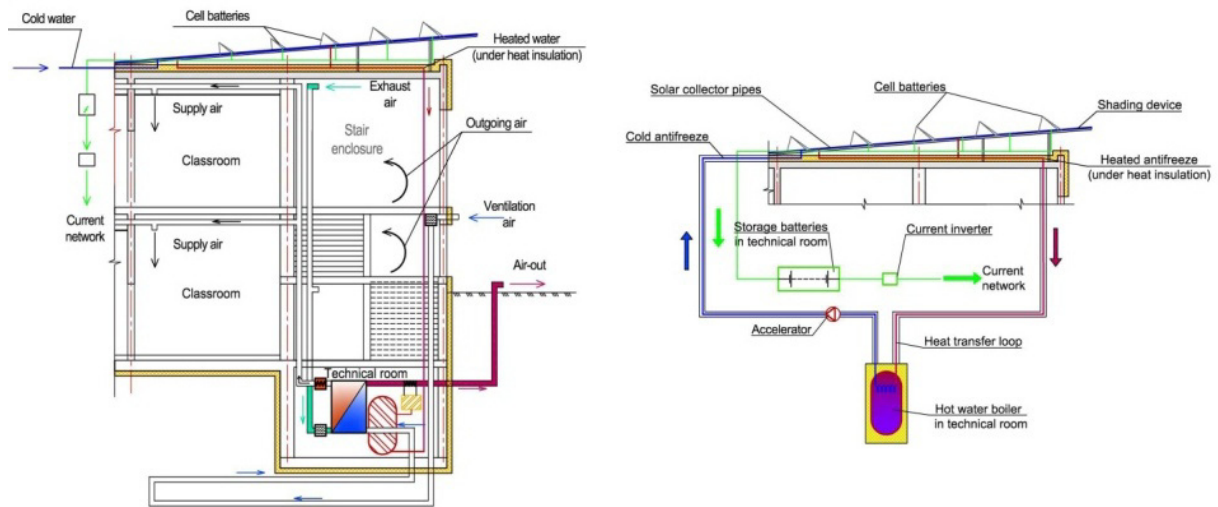 Cold water
Cell batteries
Heated water
(under heat insulation)
Exhaust
air
Supply air
Stair
enclosure
Outgoing air
Classroom
Current
network
Supply air
Ventilation
air
Air-out
Classroom
Technical room
Solar collector pipes
Cell batteries
Shading device
Cold antifreeze
Heated antifreeze
(under heat insulation)
Storage batteries
in technical room
Current inverter
Current
network
Accelerator
Heat transfer loop
Hot water boiler
in technical room